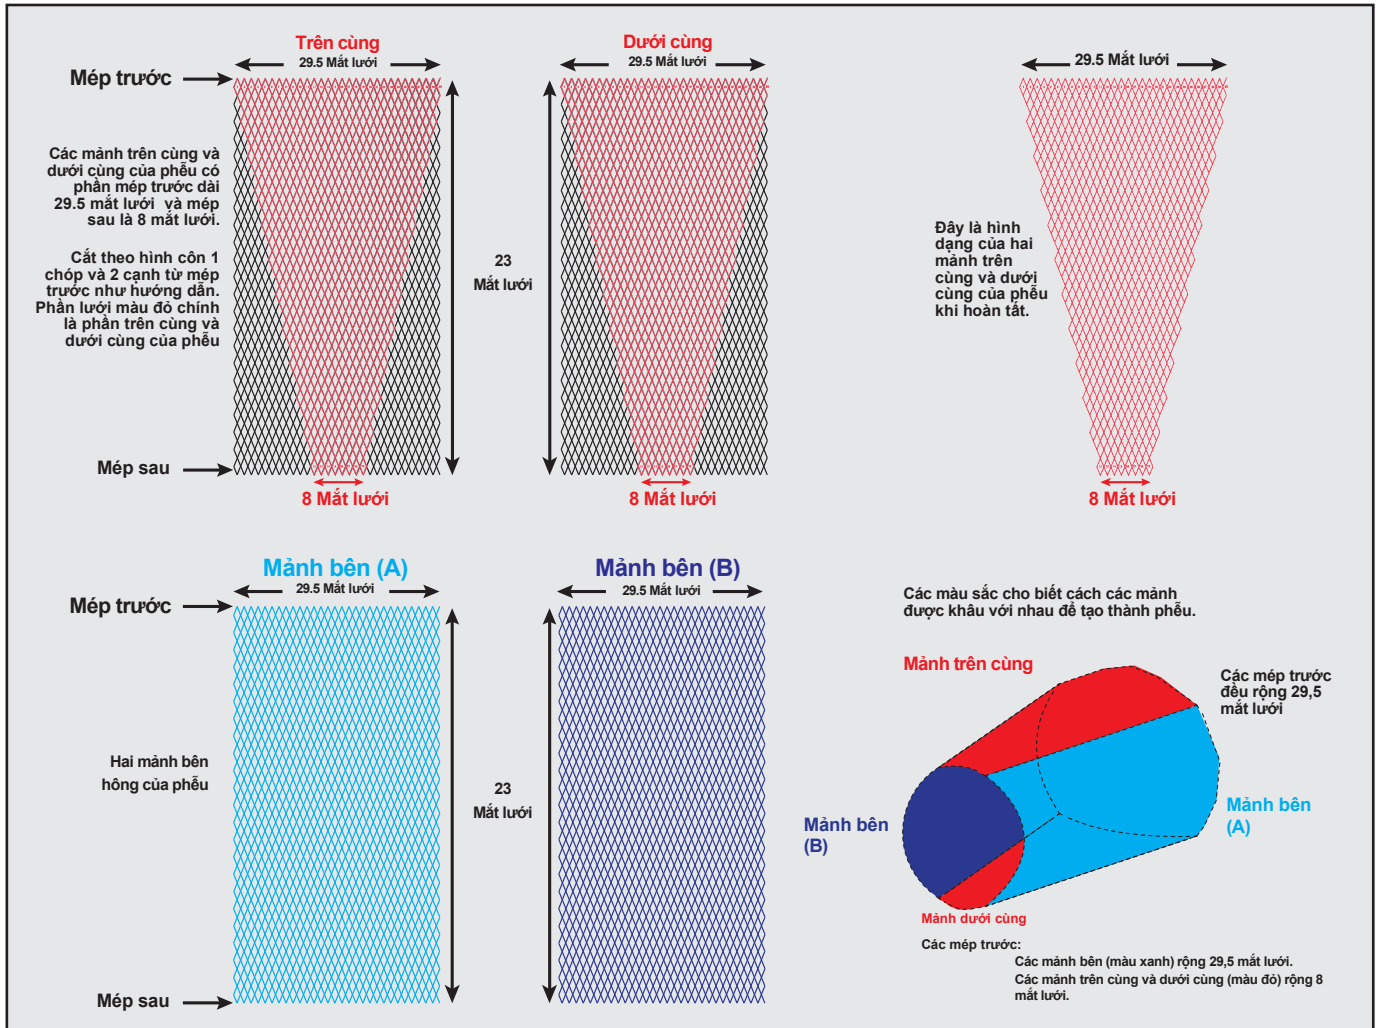 Trên cùng
29.5 Mắt lưới
Dưới cùng
29.5 Mắt lưới
29.5 Mắt lưới
Mép trước
Các mảnh trên cùng và
dưới cùng của phễu có
phần mép trước dài
29.5 mắt lưới và mép
sau là 8 mắt lưới.
Cắt theo hình côn 1
chóp và 2 cạnh từ mép
trước như hướng dẫn.
Phần lưới màu đỏ chính
là phần trên cùng và
dưới cùng của phễu
23
Mắt lưới
Đây là hình
dạng của hai
mảnh trên
cùng và dưới
cùng của phễu
khi hoàn tất.
Mép sau
8 Mắt lưới
8 Mắt lưới
8 Mắt lưới
Mảnh bên (A)
29.5 Mắt lưới
Mảnh bên (B)
29.5 Mắt lưới
Mép trước
Hai mảnh bên
hông của phễu
23
Mắt lưới
Mép sau
Các màu sắc cho biết cách các mảnh
được khâu với nhau để tạo thành phễu.
Mảnh trên cùng
Các mép trước
đều rộng 29,5
mắt lưới
Mảnh bên
(A)
Mảnh bên
(B)
Mảnh dưới cùng
Các mép trước:
Các mảnh bên (màu xanh) rộng 29,5 mắt lưới.
Các mảnh trên cùng và dưới cùng (màu đỏ) rộng 8
mắt lưới.